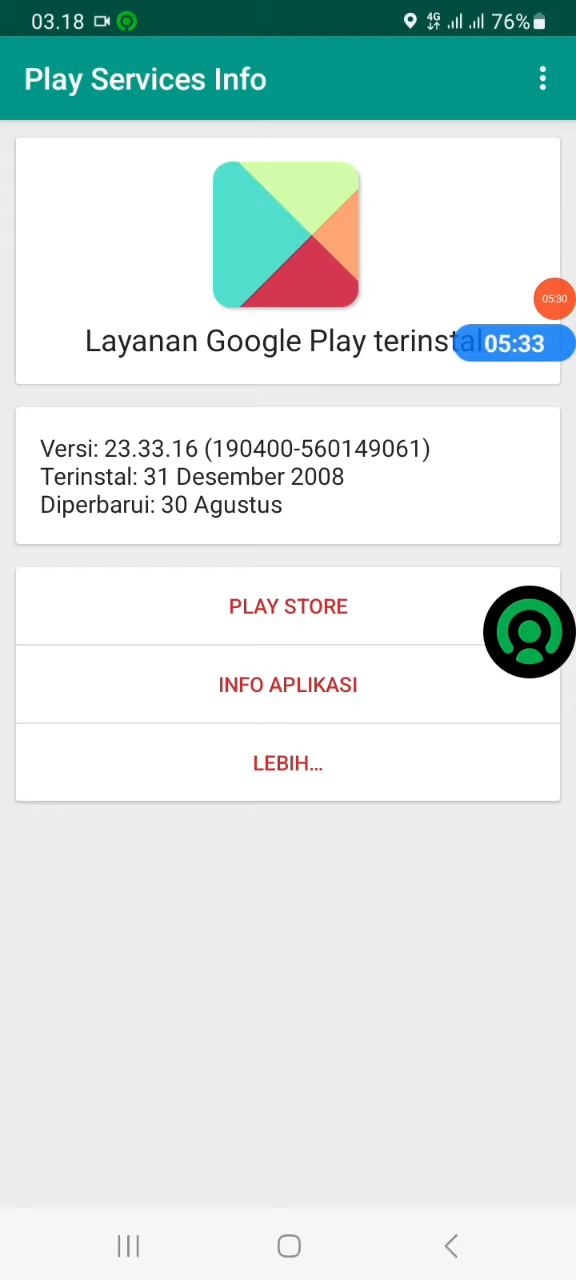 03.18 4G 76%
Play Services Info
05:30
Layanan Google Play terinstal
05:33
Versi: 23.33.16 (190400-560149061)
Terinstal: 31 Desember 2008
Diperbarui: 30 Agustus
PLAY STORE
INFO APLIKASI
LEBIH...